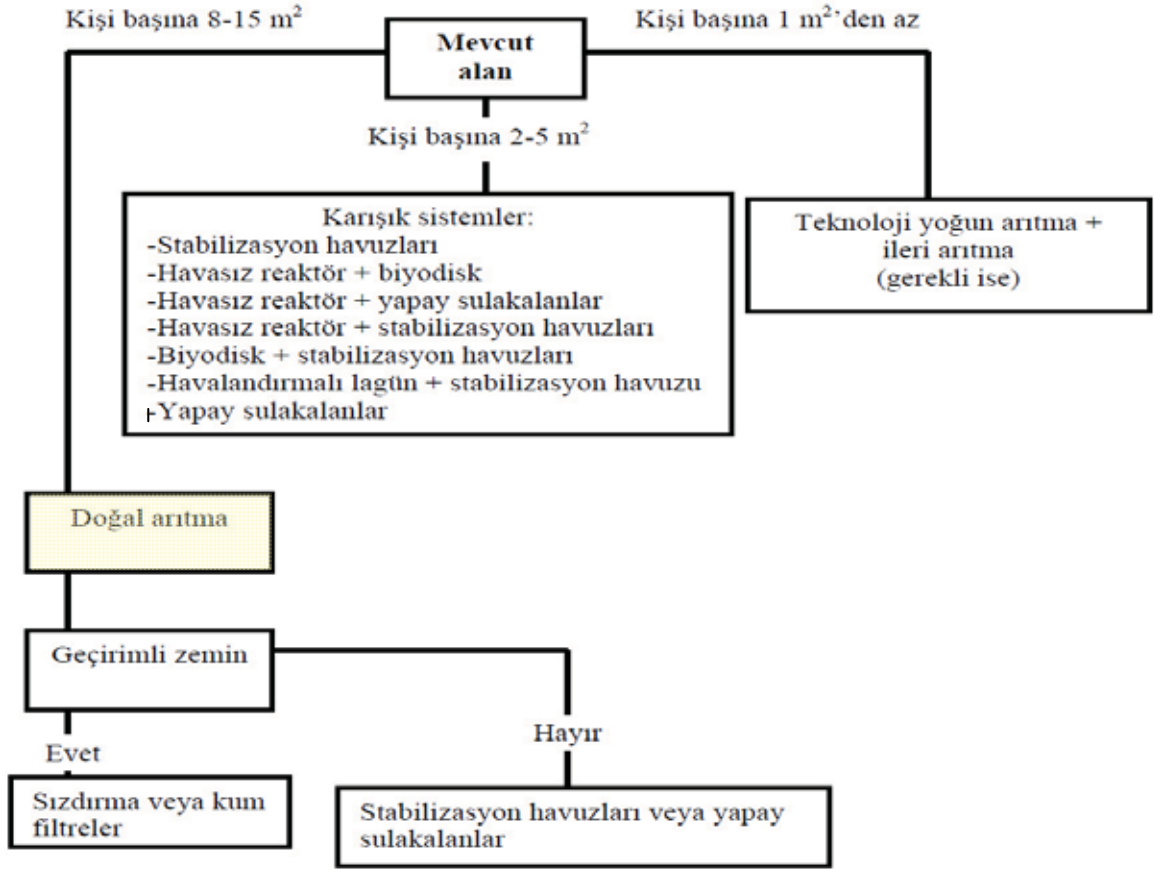 Kişi başına 8-15 m²
Kişi başına 1 m²’den az
Mevcut
alan
Kişi başına 2-5 m²
Karışık sistemler:
-Stabilizasyon havuzları
-Havasız reaktör + biyodisk
-Havasız reaktör + yapay sulakalanlar
-Havasız reaktör + stabilizasyon havuzları
-Biyodisk + stabilizasyon havuzları
-Havalandırmalı lagün + stabilizasyon havuzu
-Yapay sulakalanlar
Teknoloji yoğun arıtma +
ileri arıtma
(gerekli ise)
Doğal arıtma
Geçirimli zemin
Evet
Hayır
Sızdırma veya kum
filtreler
Stabilizasyon havuzları veya yapay
sulakalanlar